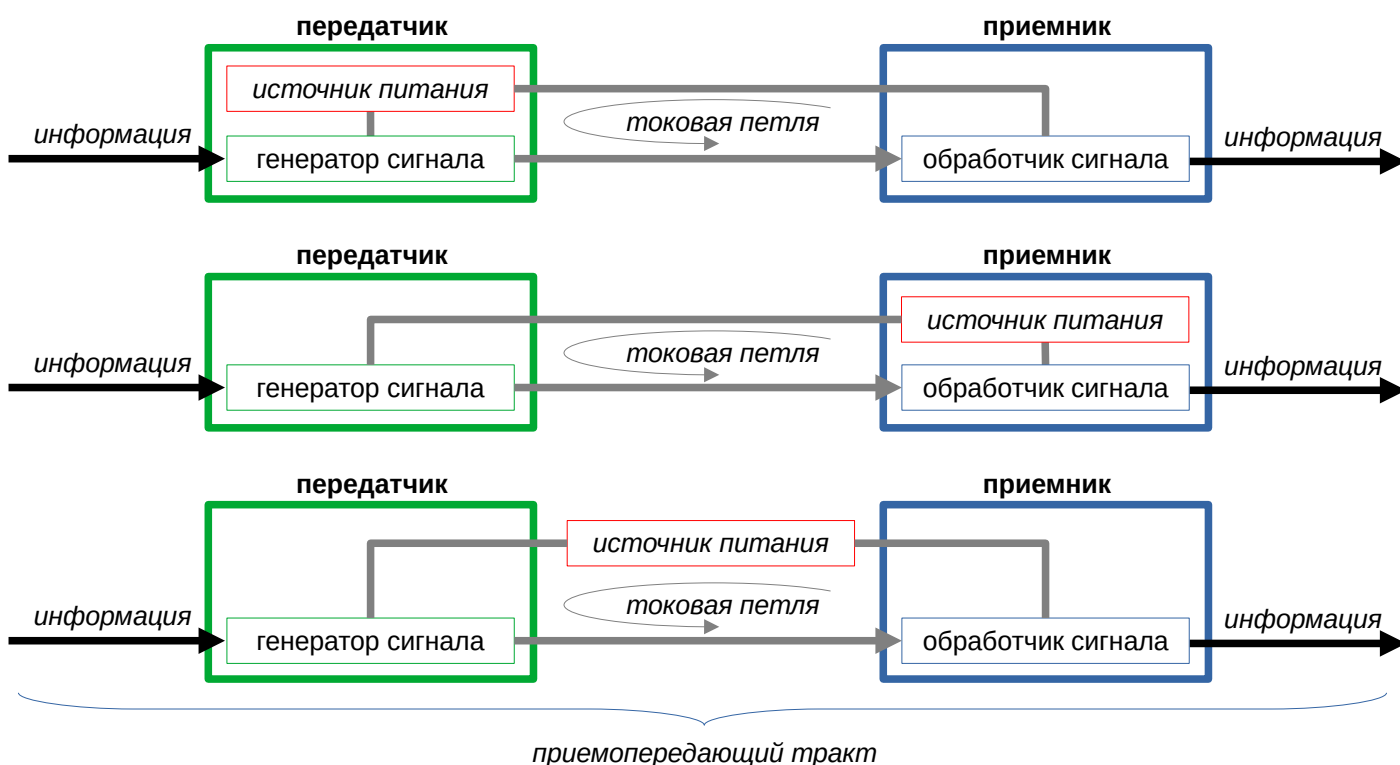 передатчик
приемник
источник питания
информация
токовая петля
информация
генератор сигнала
обработчик сигнала
передатчик
приемник
источник питания
информация
токовая петля
информация
генератор сигнала
обработчик сигнала
передатчик
приемник
источник питания
информация
токовая петля
информация
генератор сигнала
обработчик сигнала
приемопередающий тракт